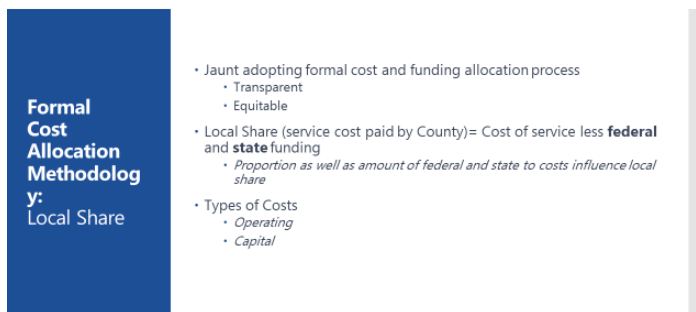 Formal
Cost
Allocation
Methodolog
y:
Local Share
• Jaunt adopting formal cost and funding allocation process
• Transparent
• Equitable
• Local Share (service cost paid by County)= Cost of service less federal
and state funding
• Proportion as well as amount of federal and state to costs influence local
share
• Types of Costs
• Operating
• Capital